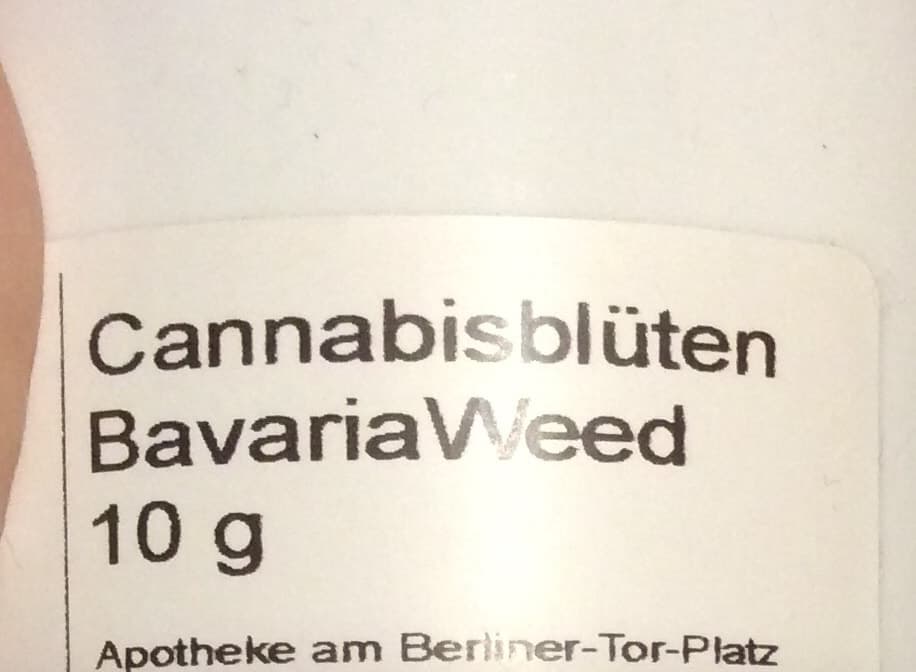 Cannabisblüten
BavariaWeed
10 g
Apotheke am Berliner-Tor-Platz